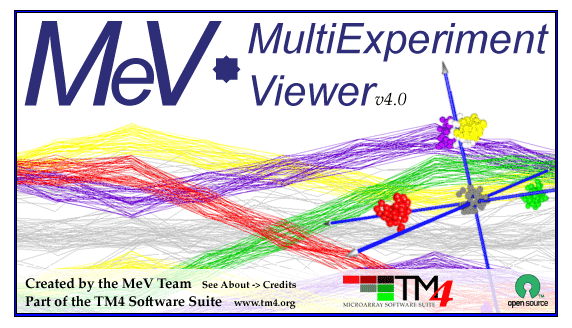 MeV
MultiExperiment
Viewer v4.0
Created by the MeV Team See About -> Credits
Part of the TM4 Software Suite www.tm4.org
TM4
MICROARRAY SOFTWARE SUITE
open source
TM